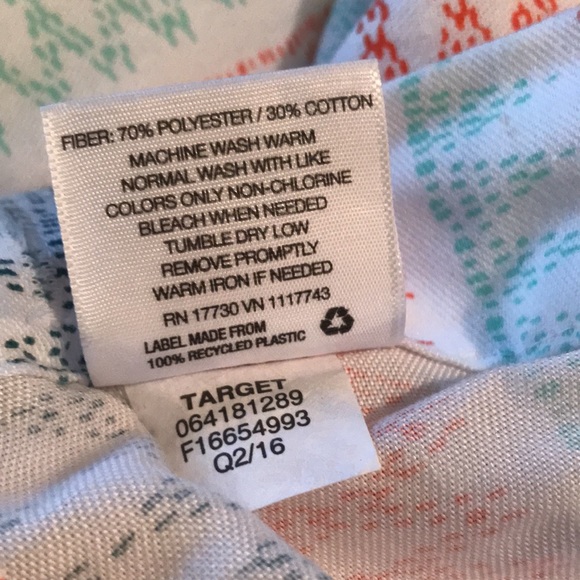 FIBER: 70% POLYESTER / 30% COTTON
MACHINE WASH WARM
NORMAL WASH WITH LIKE
COLORS ONLY NON-CHLORINE
BLEACH WHEN NEEDED
TUMBLE DRY LOW
REMOVE PROMPTLY
WARM IRON IF NEEDED
RN 17730 VN 1117743
LABEL MADE FROM
100% RECYCLED PLASTIC
TARGET
064181289
F16654993
Q2/16